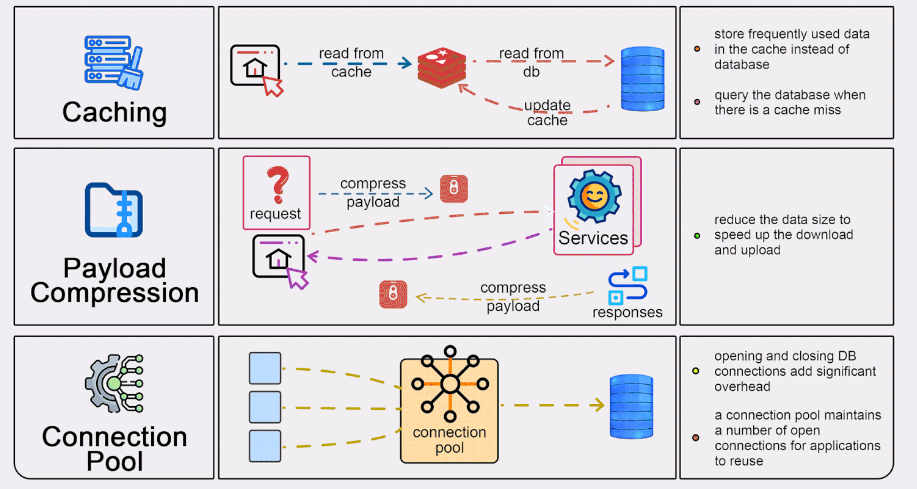 Caching
read from
cache
read from
db
update
cache
store frequently used data
in the cache instead of
database
query the database when
there is a cache miss
Payload
Compression
request
compress
payload
Services
compress
payload
responses
reduce the data size to
speed up the download
and upload
Connection
Pool
connection
pool
opening and closing DB
connections add significant
overhead
a connection pool maintains
a number of open
connections for applications
to reuse